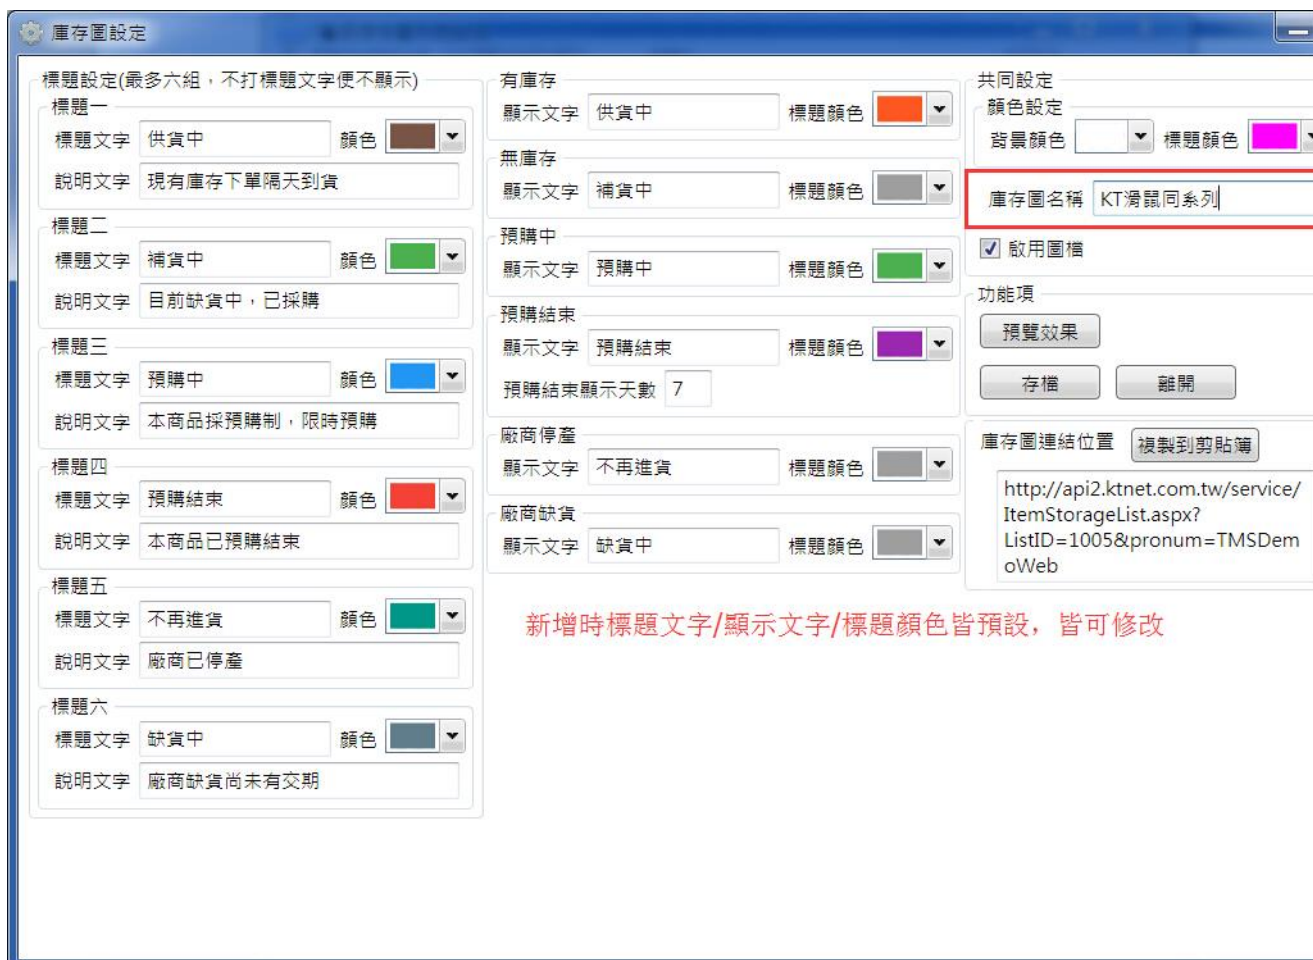 庫存圖設定
標題設定(最多六組，不打標題文字便不顯示)
標題一
標題文字 供貨中 顏色
說明文字 現有庫存下單隔天到貨
標題二
標題文字 補貨中 顏色
說明文字 目前缺貨中，已採購
標題三
標題文字 預購中 顏色
說明文字 本商品採預購制，限時預購
標題四
標題文字 預購結束 顏色
說明文字 本商品已預購結束
標題五
標題文字 不再進貨 顏色
說明文字 廠商已停產
標題六
標題文字 缺貨中 顏色
說明文字 廠商缺貨尚未有交期
有庫存
顯示文字 供貨中 標題顏色
無庫存
顯示文字 補貨中 標題顏色
預購中
顯示文字 預購中 標題顏色
預購結束
顯示文字 預購結束 標題顏色
預購結束顯示天數 7
廠商停產
顯示文字 不再進貨 標題顏色
廠商缺貨
顯示文字 缺貨中 標題顏色
新增時標題文字/顯示文字/標題顏色皆預設，皆可修改
共同設定
顏色設定
背景顏色 標題顏色
庫存圖名稱 KT滑鼠同系列
啟用圖檔
功能項
預覽效果
存檔 離開
庫存圖連結位置 複製到剪貼簿
http://api2.ktnet.com.tw/service/
ItemStorageList.aspx?
ListID=1005&pronum=TMSDem
oWeb